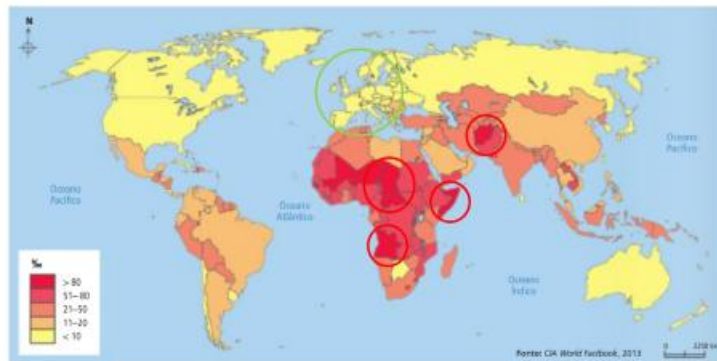 N
Oceano
Pacífico
Oceano
Atlântico
Oceano
Pacífico
Oceano
Índico
‰
> 80
51–80
21–50
11–20
< 10
Fonte: CIA World Factbook, 2013
0